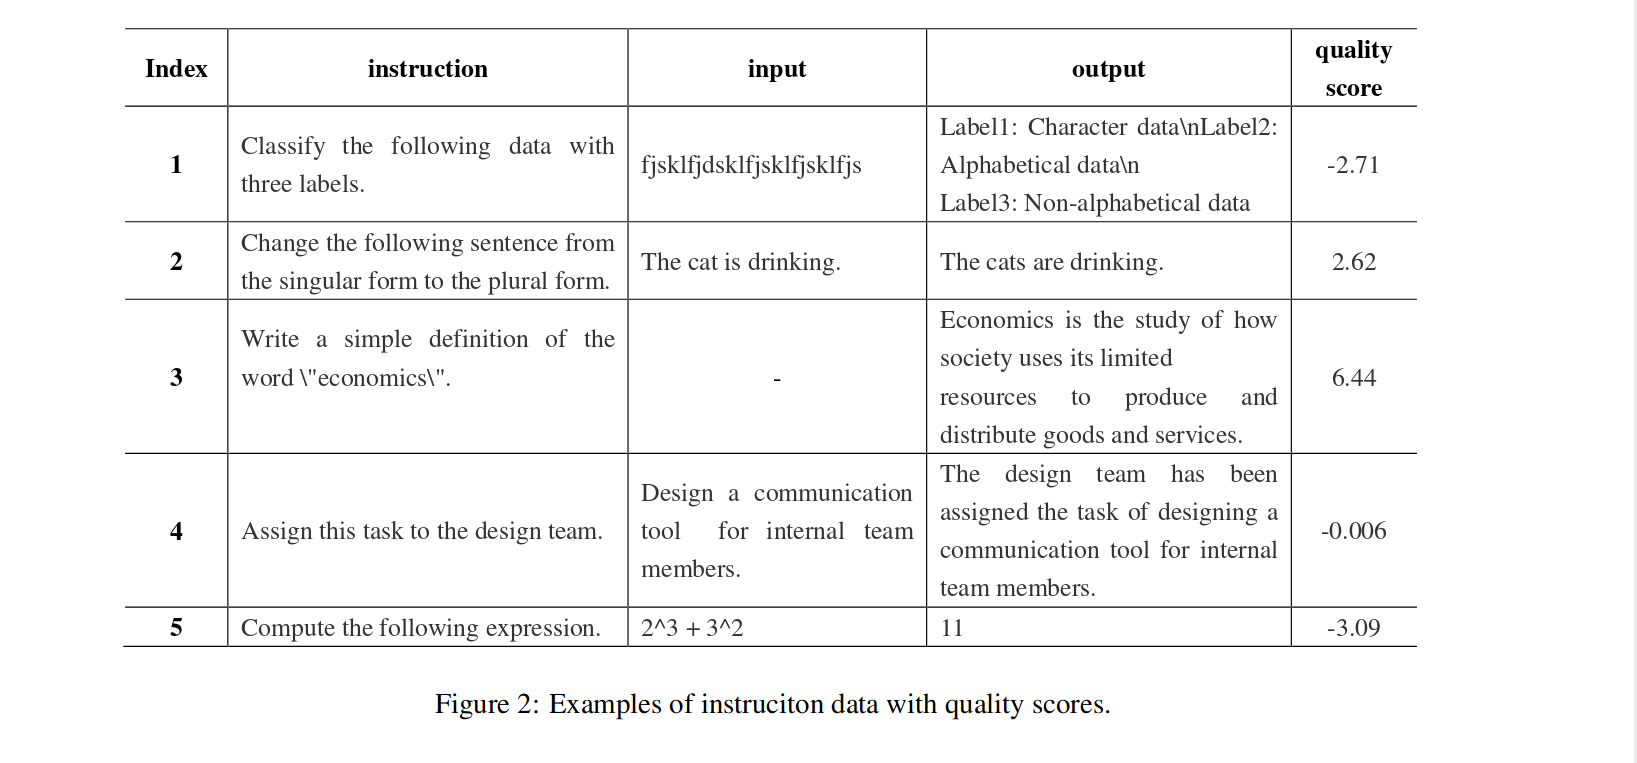 Index instruction input output quality score
1 Classify the following data with three labels. fjsklfjdsklfjsklfjsklfjs Label1: Character data\nLabel2: Alphabetical data\n Label3: Non-alphabetical data -2.71
2 Change the following sentence from the singular form to the plural form. The cat is drinking. The cats are drinking. 2.62
3 Write a simple definition of the word \"economics\". - Economics is the study of how society uses its limited resources to produce and distribute goods and services. 6.44
4 Assign this task to the design team. Design a communication tool for internal team members. The design team has been assigned the task of designing a communication tool for internal team members. -0.006
5 Compute the following expression. 2^3 + 3^2 11 -3.09
Figure 2: Examples of instruciton data with quality scores.